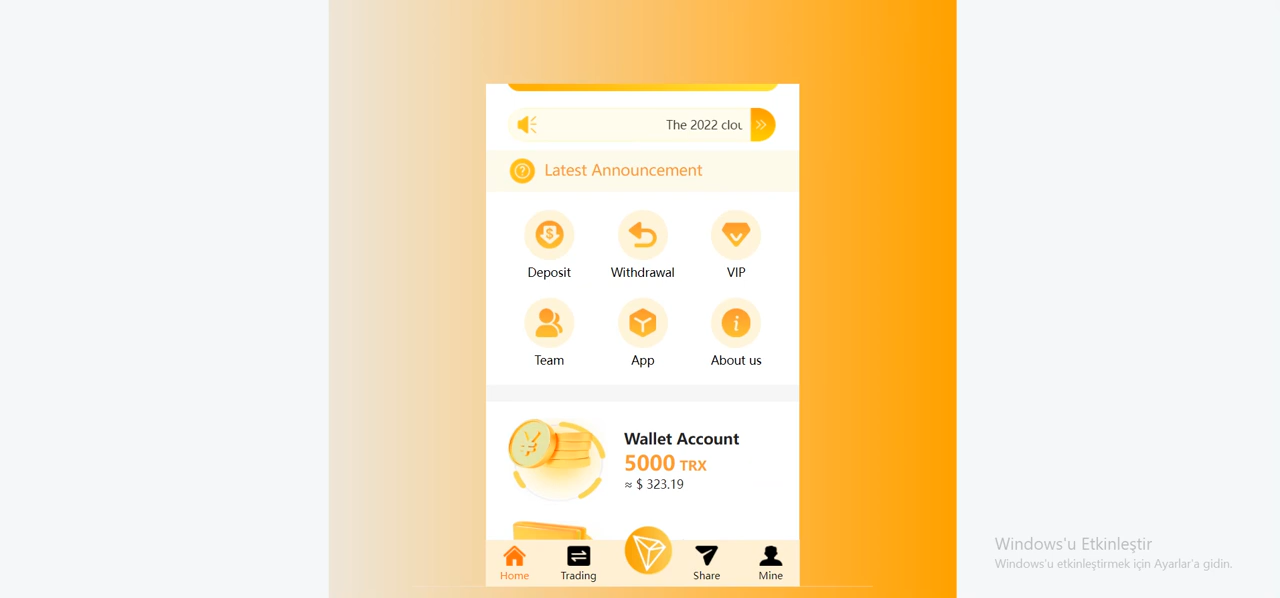 The 2022 clou
Latest Announcement
Deposit
Withdrawal
VIP
Team
App
About us
Wallet Account
5000 TRX
≈ $ 323.19
Home
Trading
Share
Mine
Windows'u Etkinleştir
Windows'u etkinleştirmek için Ayarlar'a gidin.